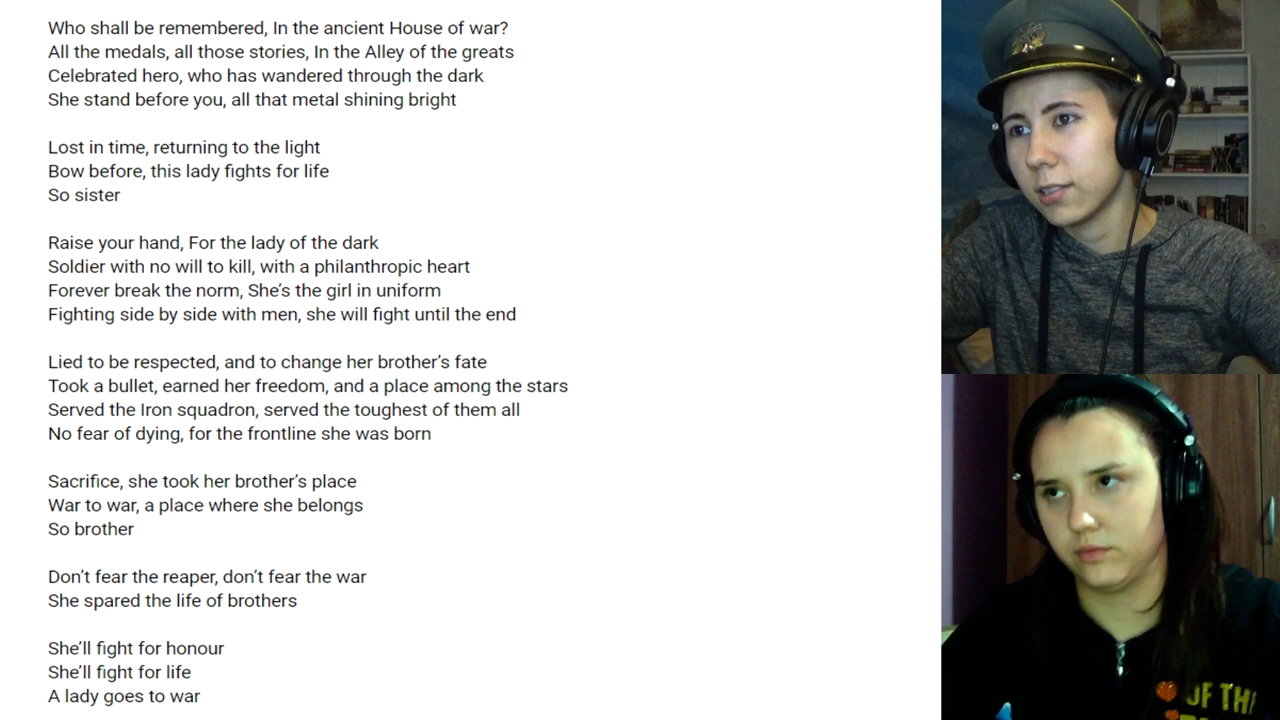 Who shall be remembered, In the ancient House of war?
All the medals, all those stories, In the Alley of the greats
Celebrated hero, who has wandered through the dark
She stand before you, all that metal shining bright
Lost in time, returning to the light
Bow before, this lady fights for life
So sister
Raise your hand, For the lady of the dark
Soldier with no will to kill, with a philanthropic heart
Forever break the norm, She’s the girl in uniform
Fighting side by side with men, she will fight until the end
Lied to be respected, and to change her brother’s fate
Took a bullet, earned her freedom, and a place among the stars
Served the Iron squadron, served the toughest of them all
No fear of dying, for the frontline she was born
Sacrifice, she took her brother’s place
War to war, a place where she belongs
So brother
Don’t fear the reaper, don’t fear the war
She spared the life of brothers
She’ll fight for honour
She’ll fight for life
A lady goes to war
OF TH